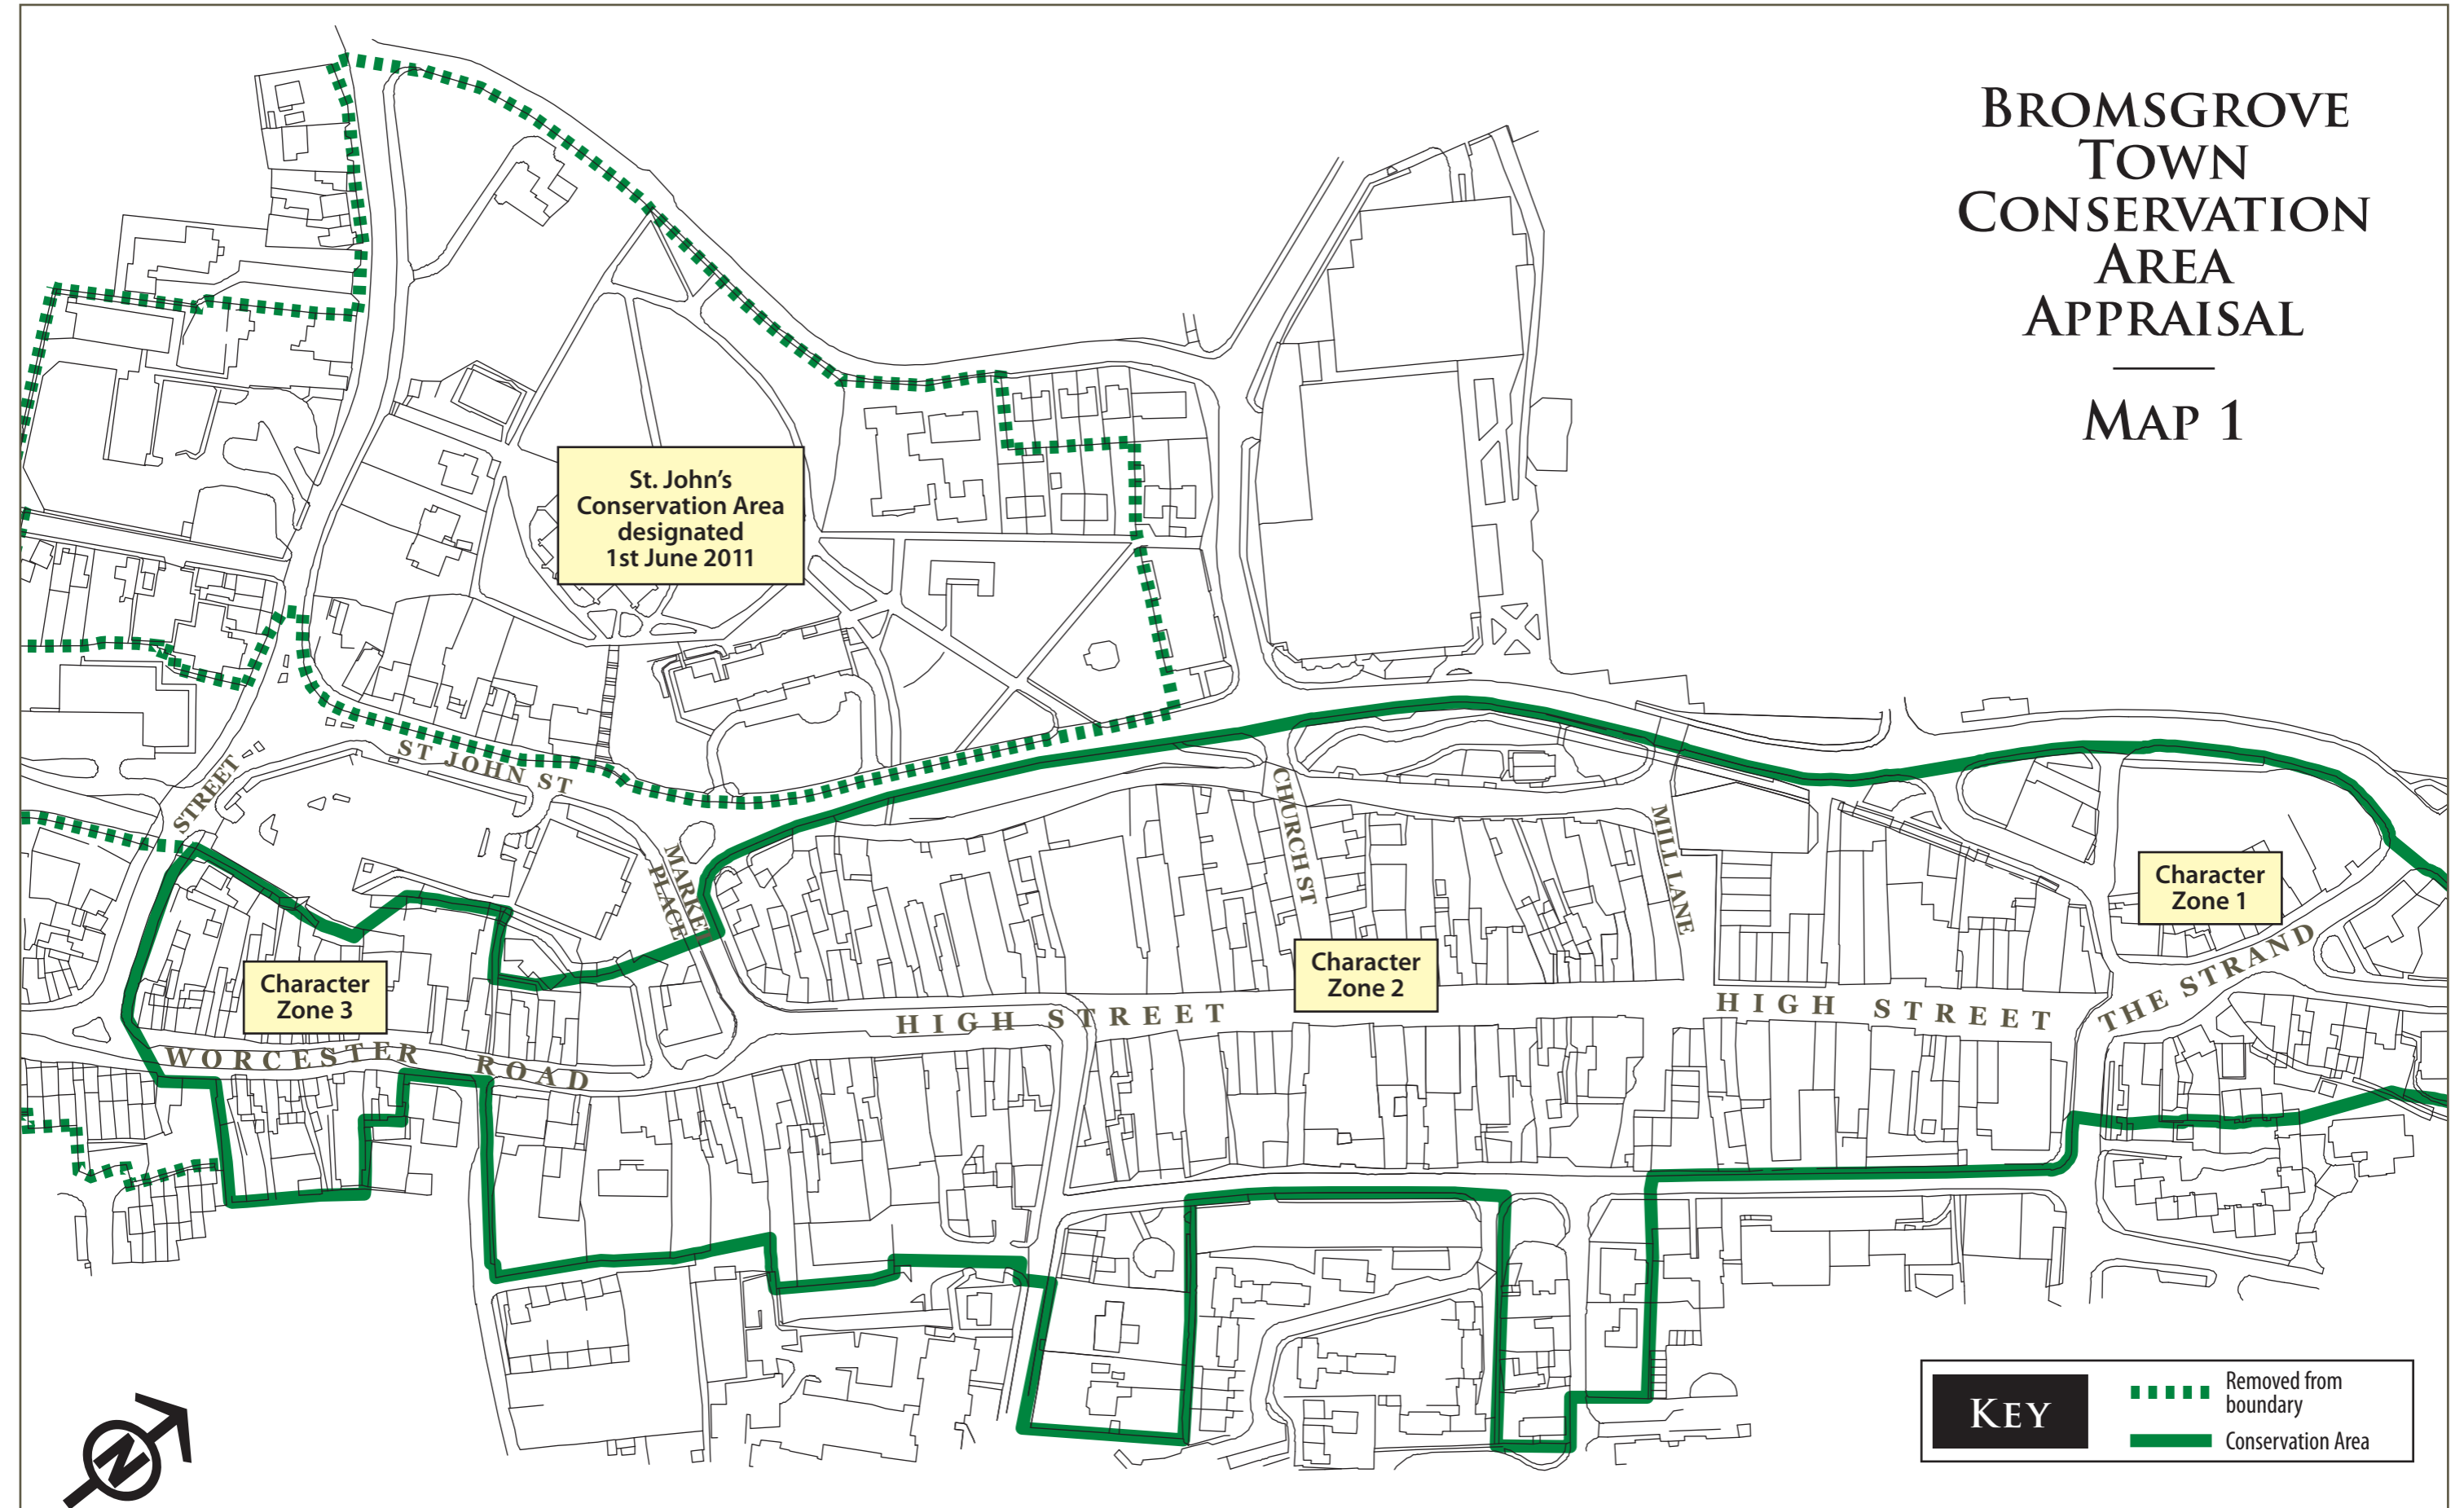 BROMSGROVE
TOWN
CONSERVATION
AREA
APPRAISAL
MAP 1
St. John's
Conservation Area
designated
1st June 2011
ST JOHN ST
STREET
MARKET
PLACE
CHURCH ST
MILL LANE
Character
Zone 1
Character
Zone 2
Character
Zone 3
THE STRAND
HIGH STREET
HIGH STREET
WORCESTER ROAD
N
KEY
Removed from
boundary
Conservation Area